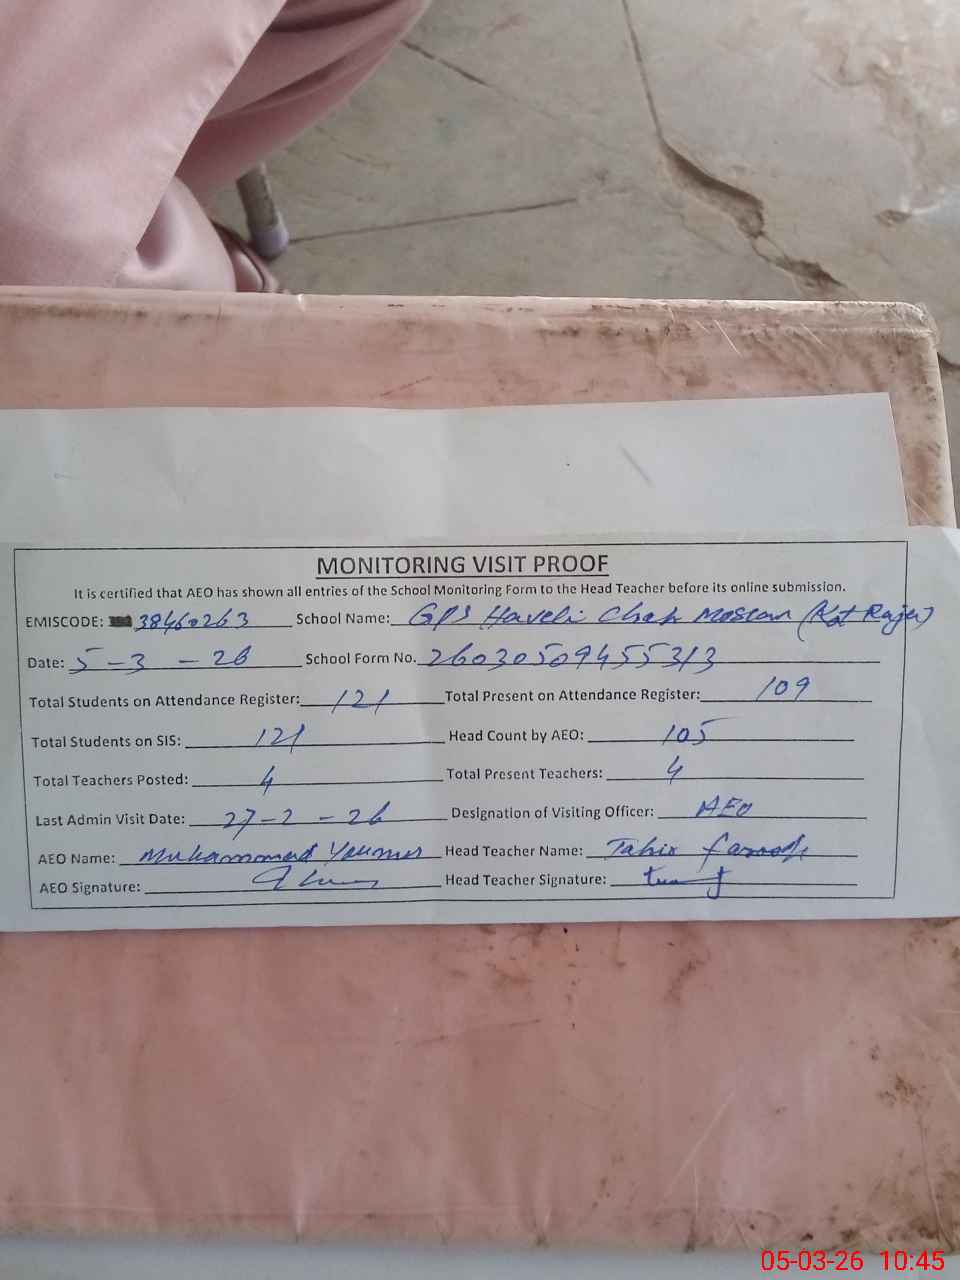 MONITORING VISIT PROOF
It is certified that AEO has shown all entries of the School Monitoring Form to the Head Teacher before its online submission.
EMISCODE: 38460263 School Name: GPS Haveli Chak Moslam (Kot Raja)
Date: 5-3-26 School Form No. 26030509455313
Total Students on Attendance Register: 121 Total Present on Attendance Register: 109
Total Students on SIS: 121 Head Count by AEO: 105
Total Teachers Posted: 4 Total Present Teachers: 4
Last Admin Visit Date: 27-2-26 Designation of Visiting Officer: AEO
AEO Name: Muhammad Head Teacher Name: Tahir Farooq
AEO Signature: Head Teacher Signature:
05-03-26 10:45